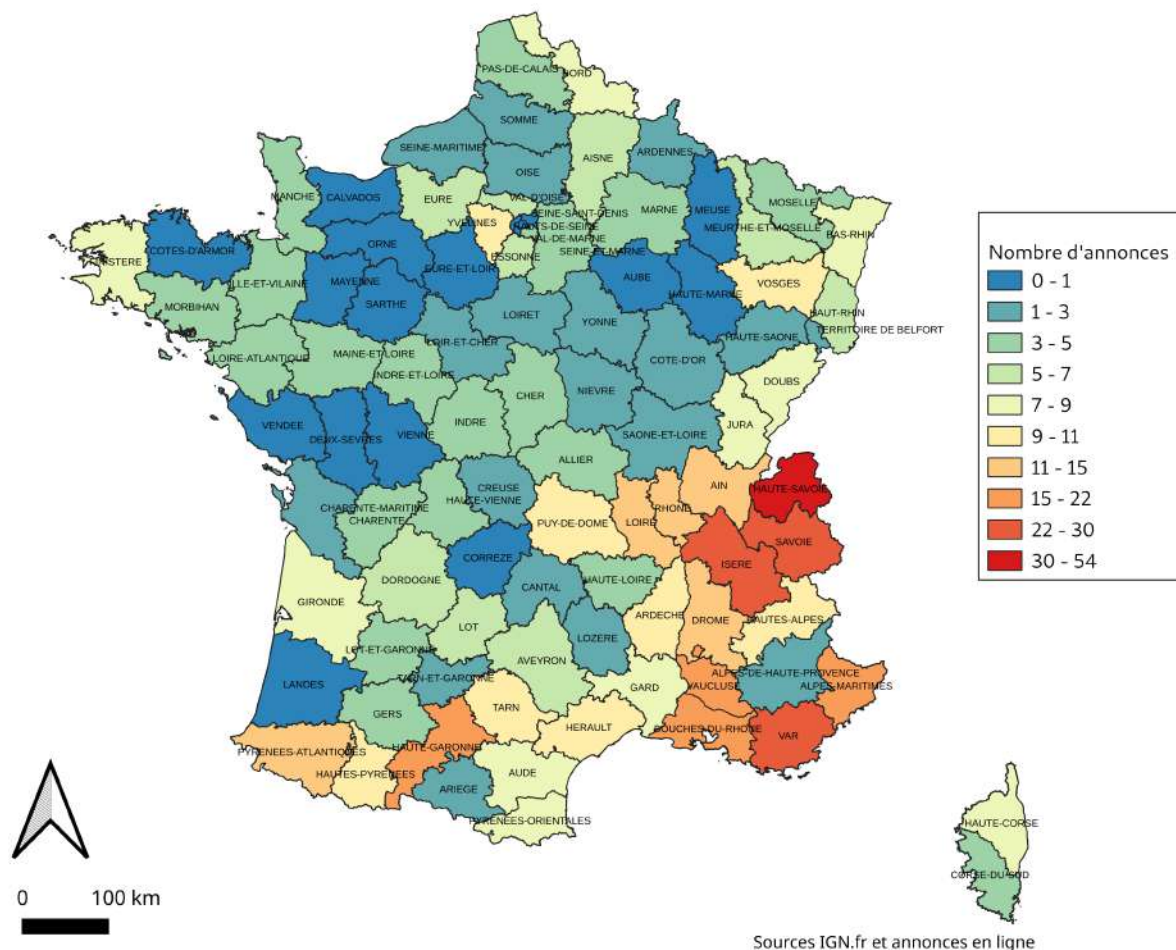 PAS-DE-CALAIS
NORD
SOMME
SEINE-MARITIME
AISNE
ARDENNES
OISE
MANCHE
CALVADOS
EURE
VAL-D'OISE
MARNE
MEUSE
MOSELLE
SEINE-SAINT-DENIS
YVELINES
HAUTS-DE-SEINE
MEURTHE-ET-MOSELLE
BAS-RHIN
VAL-DE-MARNE
ORNE
COTES-D'ARMOR
SEINE-ET-MARNE
ESSONNE
FINISTERE
EURE-ET-LOIR
AUBE
VOSGES
MAYENNE
ILLE-ET-VILAINE
HAUTE-MARNE
SARTHE
MORBIHAN
HAUT-RHIN
LOIRET
YONNE
TERRITOIRE DE BELFORT
HAUTE-SAONE
LOIR-ET-CHER
MAINE-ET-LOIRE
LOIRE-ATLANTIQUE
COTE-D'OR
INDRE-ET-LOIRE
DOUBS
NIEVRE
CHER
INDRE
VENDEE
JURA
DEUX-SEVRES
VIENNE
SAONE-ET-LOIRE
ALLIER
CREUSE
AIN
HAUTE-SAVOIE
HAUTE-VIENNE
CHARENTE-MARITIME
RHONE
CHARENTE
PUY-DE-DOME
LOIRE
SAVOIE
CORREZE
ISERE
HAUTE-LOIRE
DORDOGNE
CANTAL
GIRONDE
ARDECHE
DROME
HAUTES-ALPES
LOT
LOZERE
LOT-ET-GARONNE
AVEYRON
ALPES-DE-HAUTE-PROVENCE
TARN-ET-GARONNE
LANDES
GARD
VAUCLUSE
ALPES-MARITIMES
TARN
GERS
HERAULT
BOUCHES-DU-RHONE
VAR
HAUTE-GARONNE
PYRENEES-ATLANTIQUES
HAUTES-PYRENEES
AUDE
ARIEGE
PYRENEES-ORIENTALES
HAUTE-CORSE
CORSE-DU-SUD
Nombre d'annonces
0 - 1
1 - 3
3 - 5
5 - 7
7 - 9
9 - 11
11 - 15
15 - 22
22 - 30
30 - 54
0 100 km
Sources IGN.fr et annonces en ligne